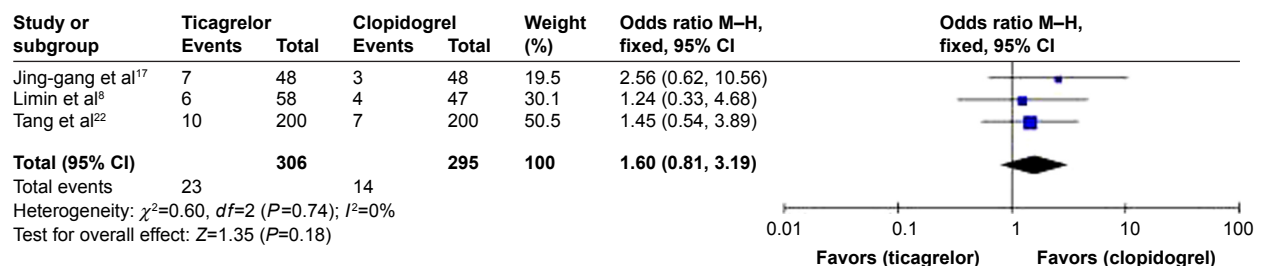 Study or Ticagrelor Clopidogrel Weight Odds ratio M–H, Odds ratio M–H,
subgroup Events Total Events Total (%) fixed, 95% CI fixed, 95% CI
Jing-gang et al17 7 48 3 48 19.5 2.56 (0.62, 10.56)
Limin et al8 6 58 4 47 30.1 1.24 (0.33, 4.68)
Tang et al22 10 200 7 200 50.5 1.45 (0.54, 3.89)
Total (95% CI) 306 295 100 1.60 (0.81, 3.19)
Total events 23 14
Heterogeneity: χ2=0.60, df=2 (P=0.74); I2=0%
Test for overall effect: Z=1.35 (P=0.18)
0.01 0.1 1 10 100
Favors (ticagrelor) Favors (clopidogrel)